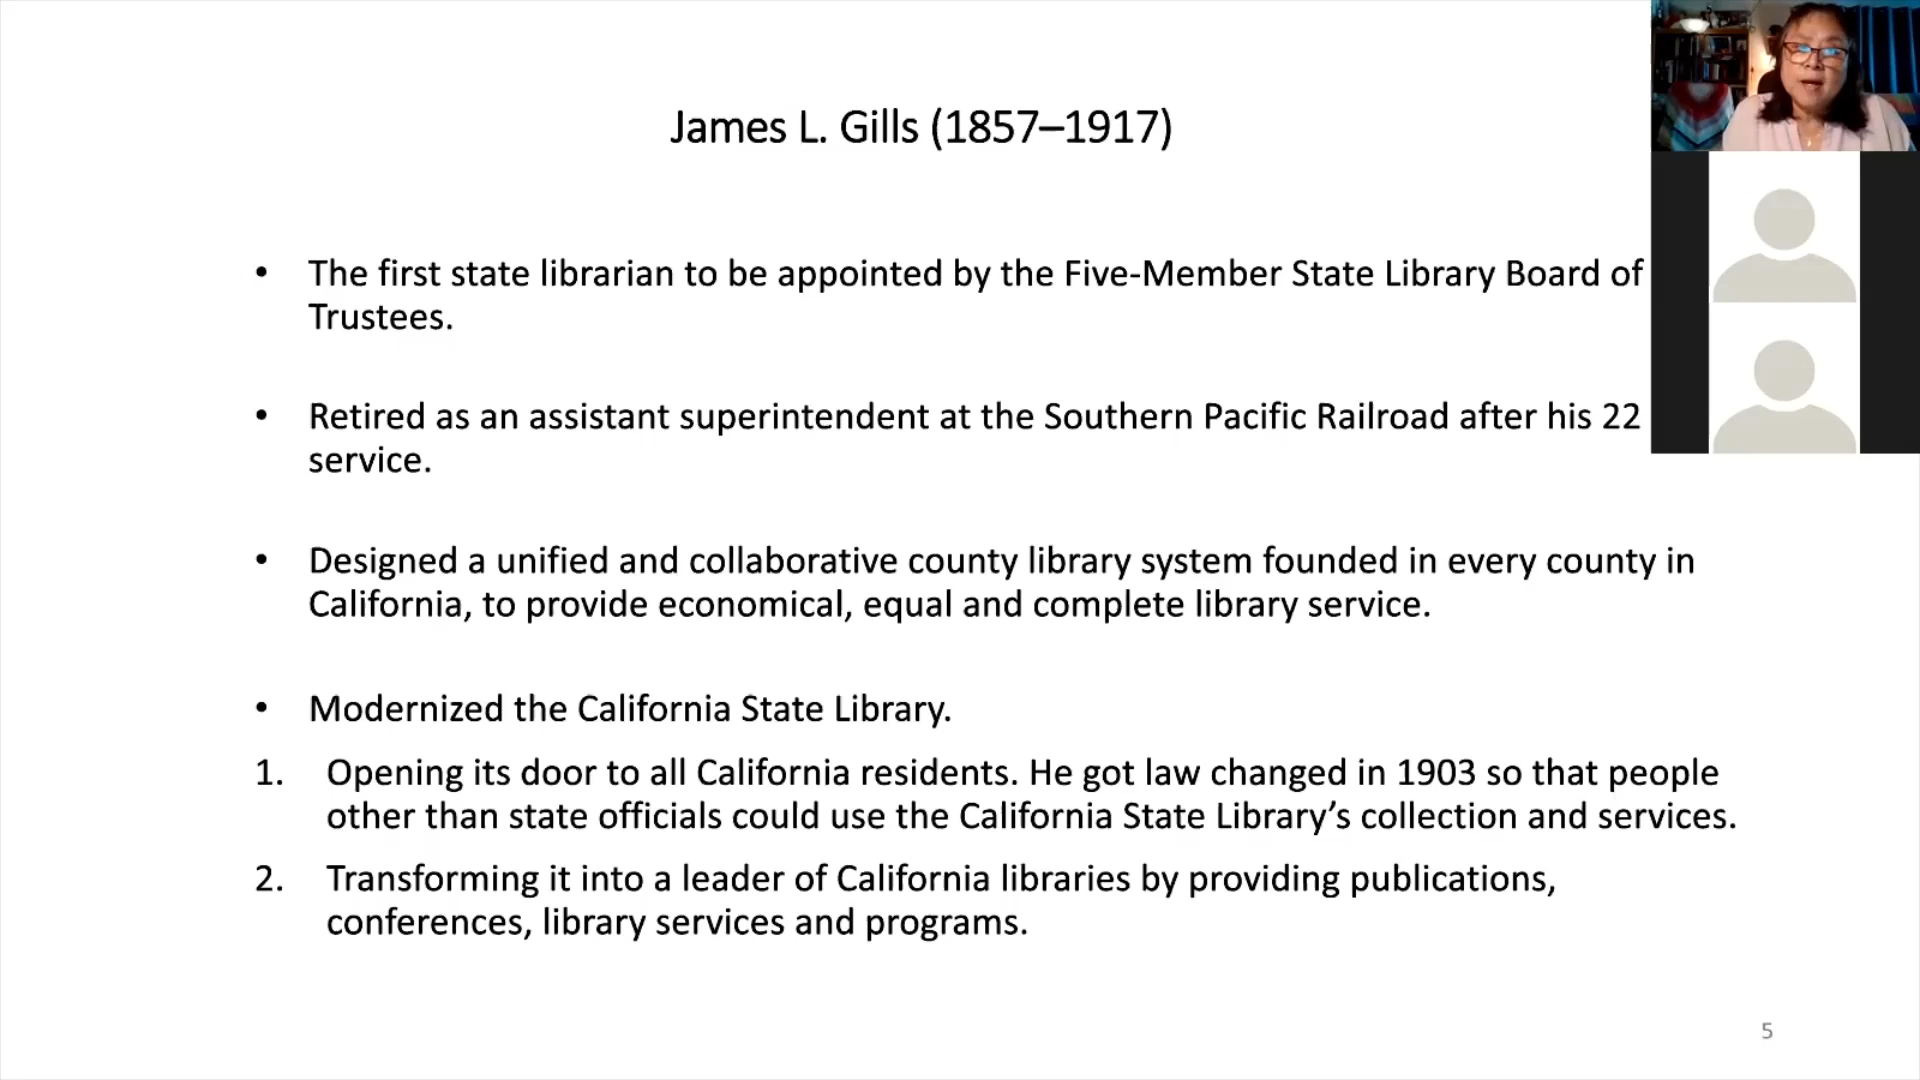 James L. Gills (1857–1917)
• The first state librarian to be appointed by the Five-Member State Library Board of
Trustees.
• Retired as an assistant superintendent at the Southern Pacific Railroad after his 22
service.
• Designed a unified and collaborative county library system founded in every county in
California, to provide economical, equal and complete library service.
• Modernized the California State Library.
1. Opening its door to all California residents. He got law changed in 1903 so that people
other than state officials could use the California State Library’s collection and services.
2. Transforming it into a leader of California libraries by providing publications,
conferences, library services and programs.
5